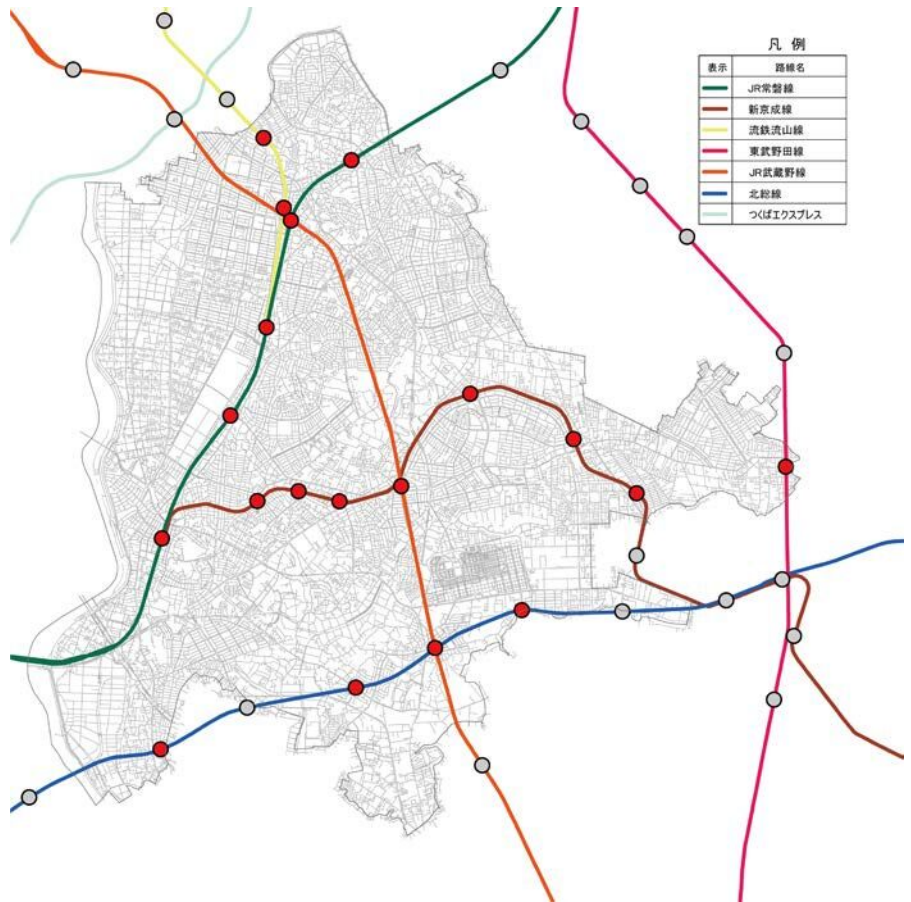 凡 例
表示 路線名
JR常磐線
新京成線
流鉄流山線
東武野田線
JR武蔵野線
北総線
つくばエクスプレス